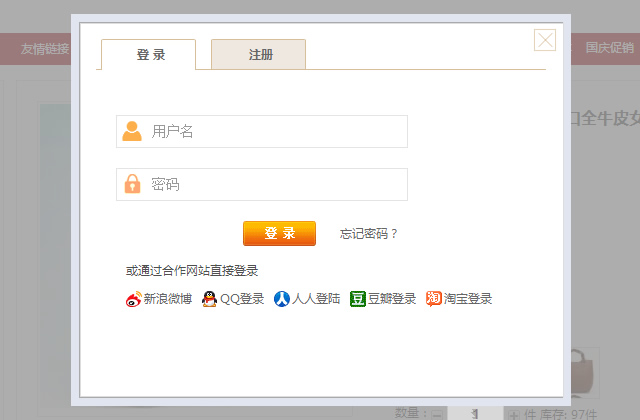 友情链接
国庆促销
登 录
注册
口全牛皮女
用户名
密码
登 录
忘记密码？
或通过合作网站直接登录
新浪微博
QQ登录
人人登陆
豆瓣登录
淘宝登录
数量：
件 库存: 97件